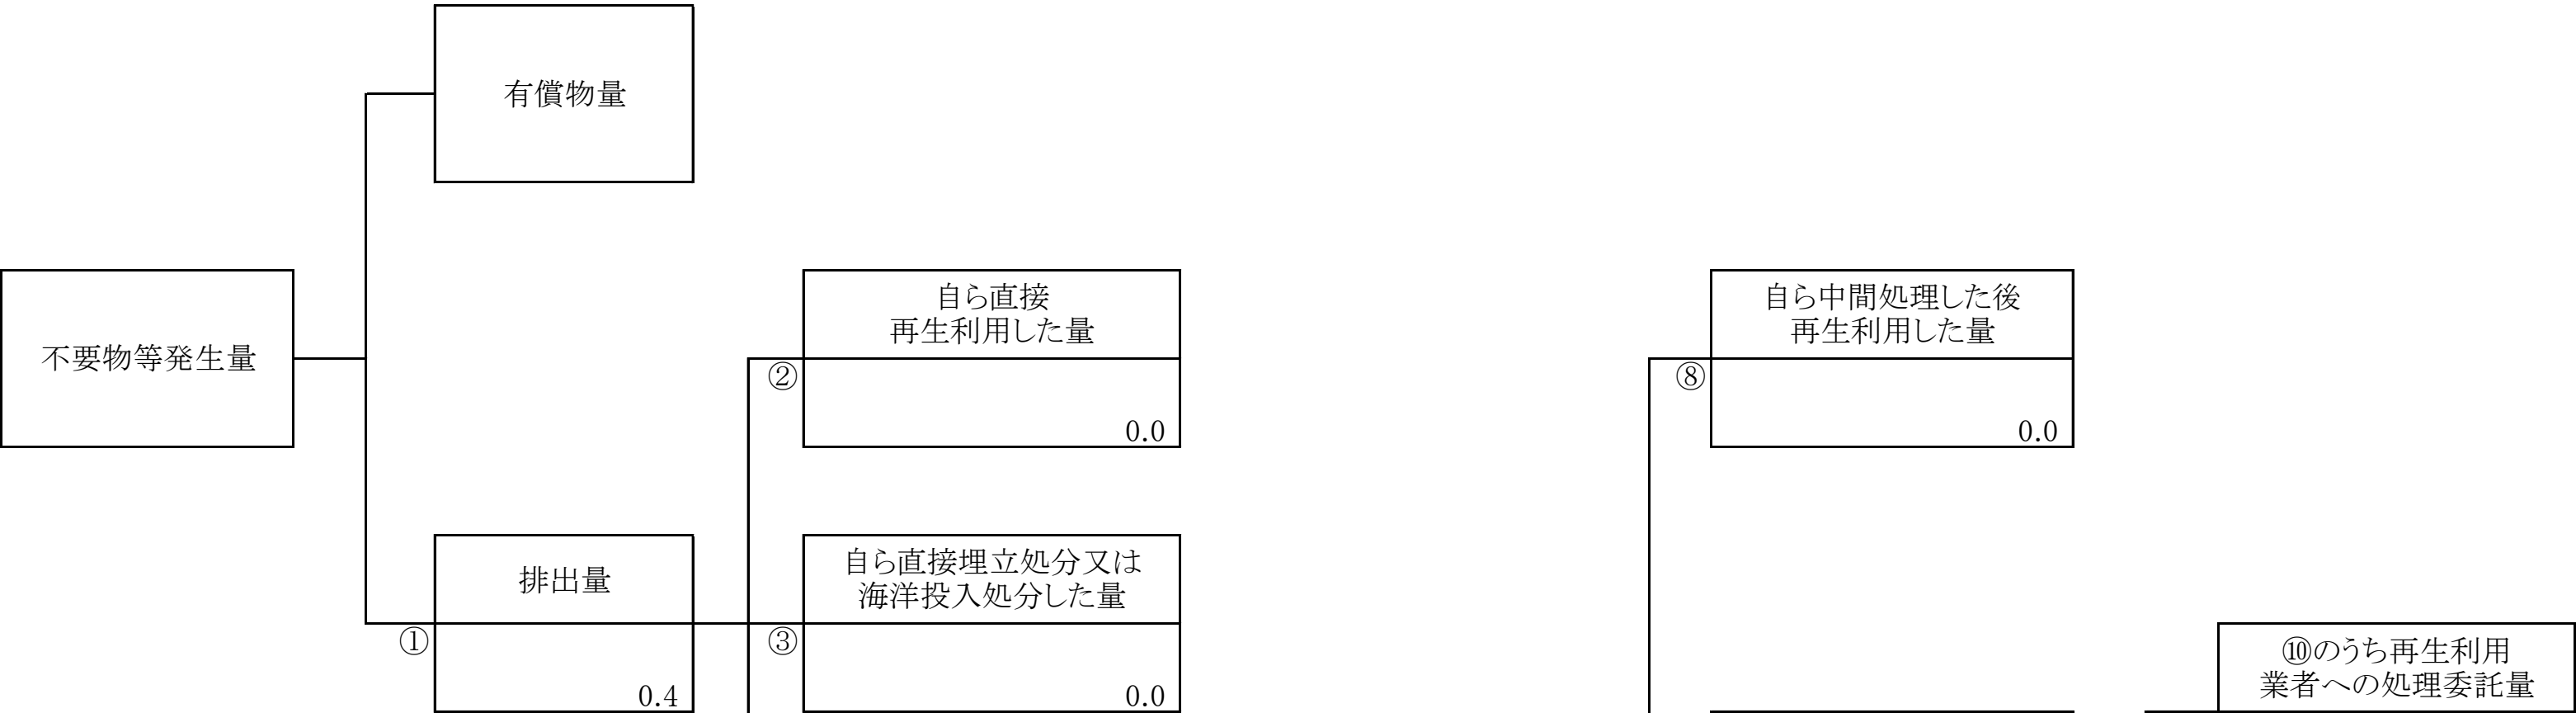 有償物量
不要物等発生量
自ら直接
再生利用した量
②
0.0
自ら中間処理した後
再生利用した量
⑧
0.0
排出量
①
0.4
自ら直接埋立処分又は
海洋投入処分した量
③
0.0
⑩のうち再生利用
業者への処理委託量